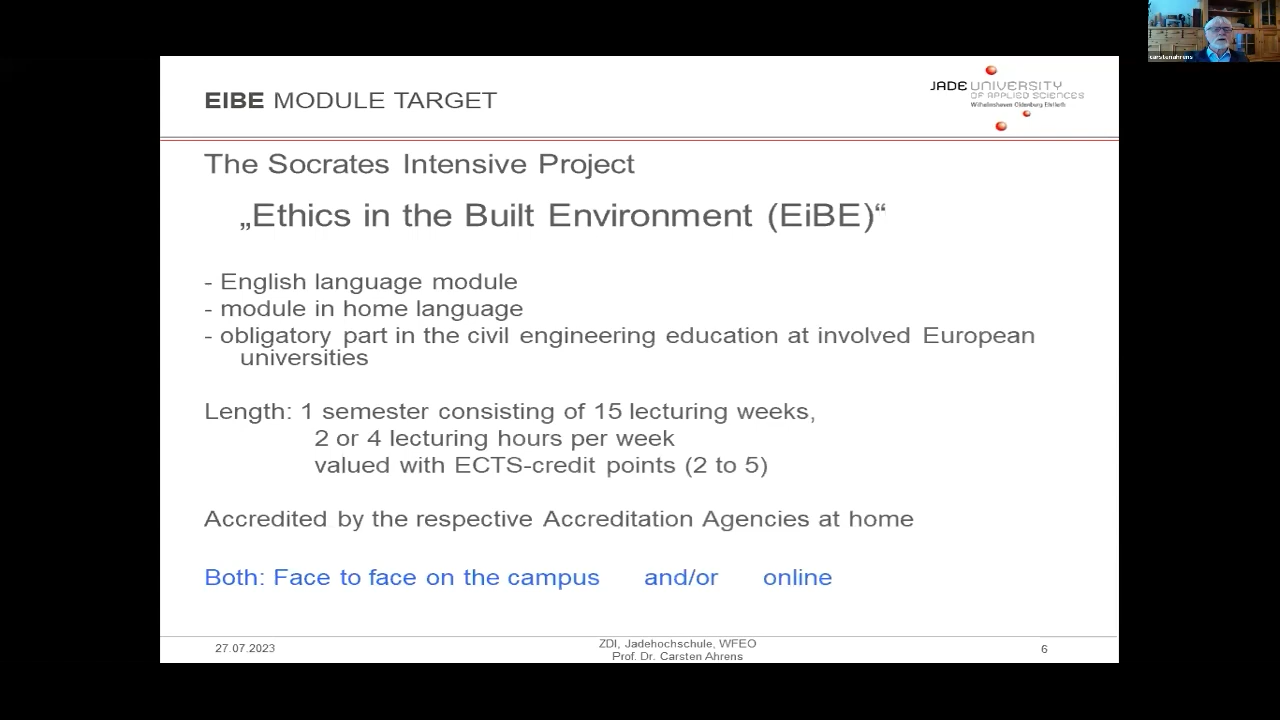 carstenahrens
EIBE MODULE TARGET
JADE UNIVERSITY
OF APPLIED SCIENCES
Wilhelmshaven Oldenburg Elsfleth
The Socrates Intensive Project
„Ethics in the Built Environment (EiBE)“
- English language module
- module in home language
- obligatory part in the civil engineering education at involved European
universities
Length: 1 semester consisting of 15 lecturing weeks,
2 or 4 lecturing hours per week
valued with ECTS-credit points (2 to 5)
Accredited by the respective Accreditation Agencies at home
Both: Face to face on the campus and/or online
27.07.2023
ZDI, Jadehochschule, WFEO
Prof. Dr. Carsten Ahrens
6